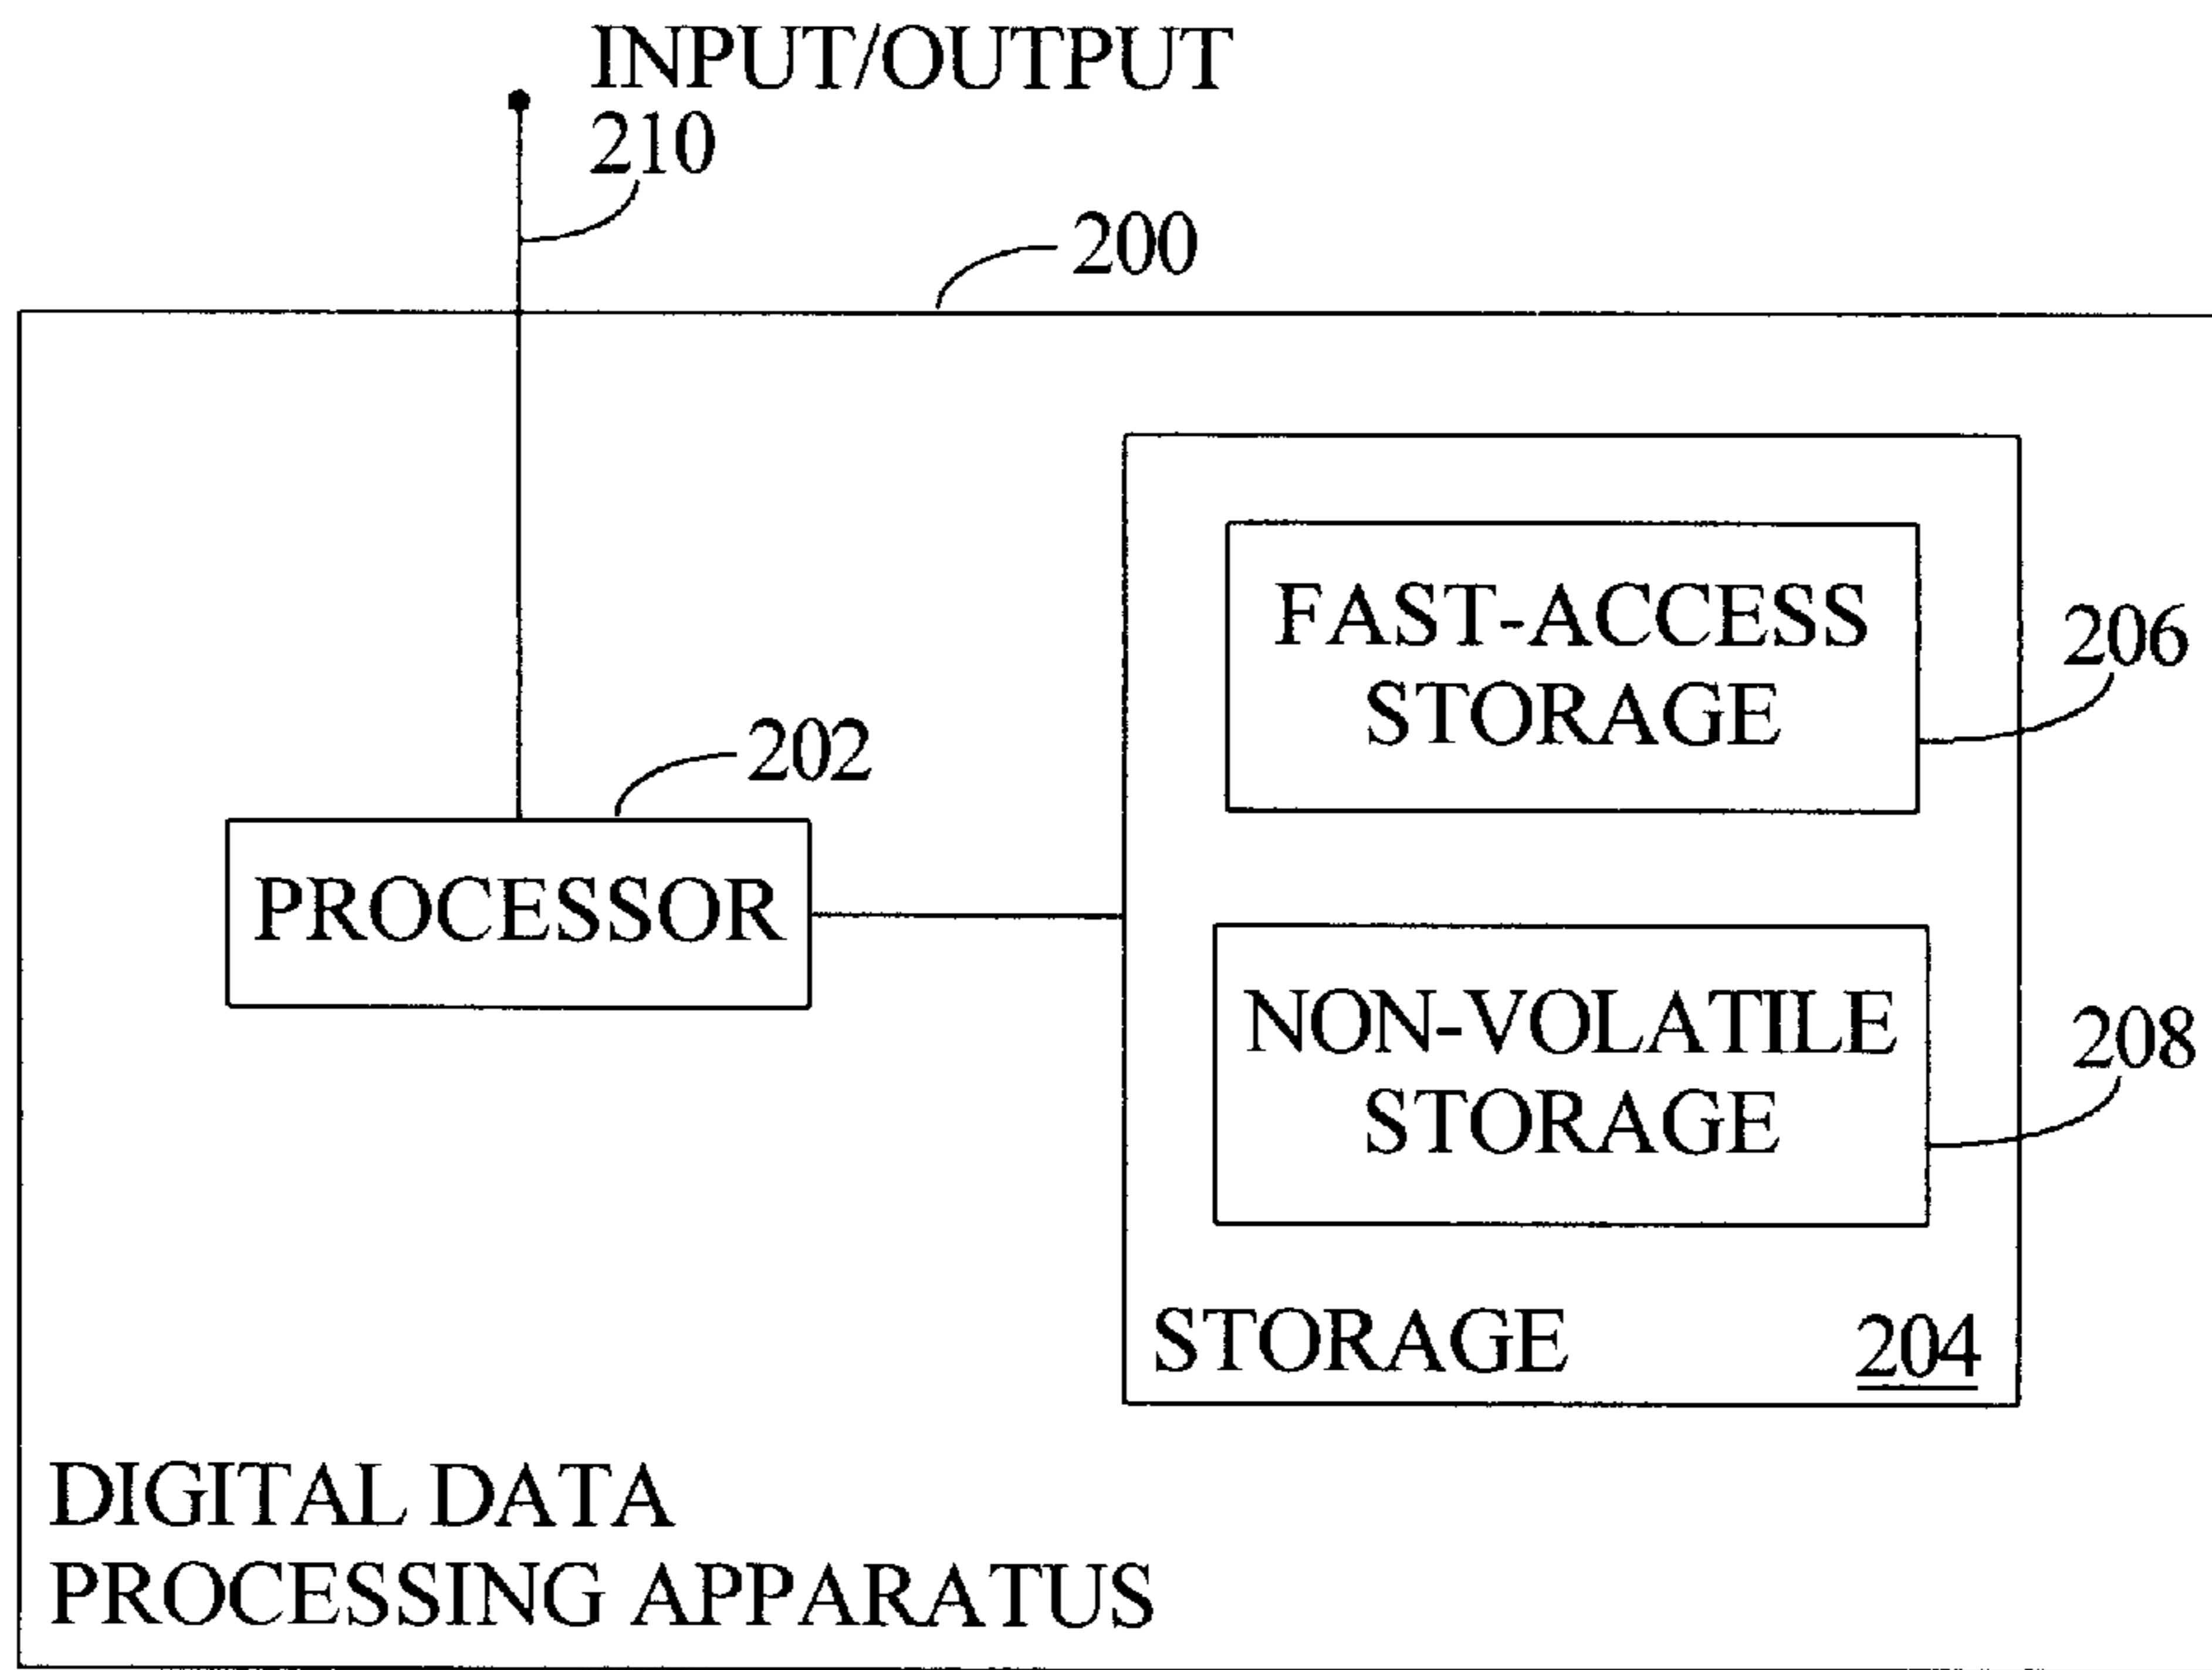 INPUT/OUTPUT
210
200
FAST-ACCESS
STORAGE
206
202
PROCESSOR
NON-VOLATILE
STORAGE
208
STORAGE
204
DIGITAL DATA
PROCESSING APPARATUS